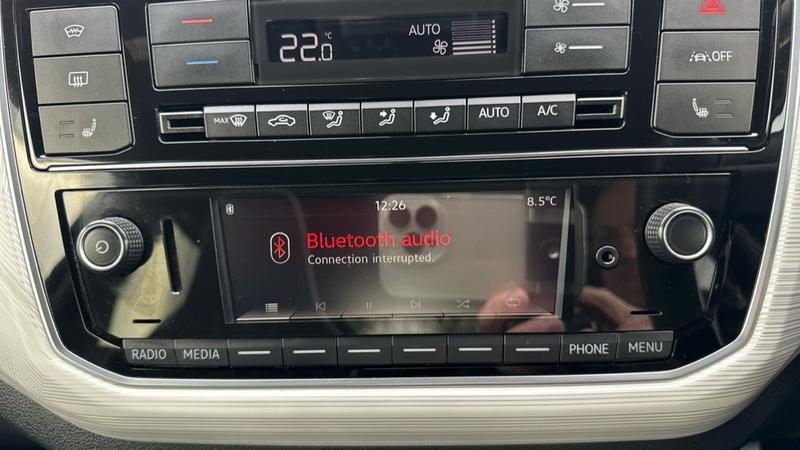 22.0°C
AUTO
OFF
MAX
AUTO
A/C
12:26
8.5°C
Bluetooth audio
Connection interrupted.
RADIO
MEDIA
PHONE
MENU